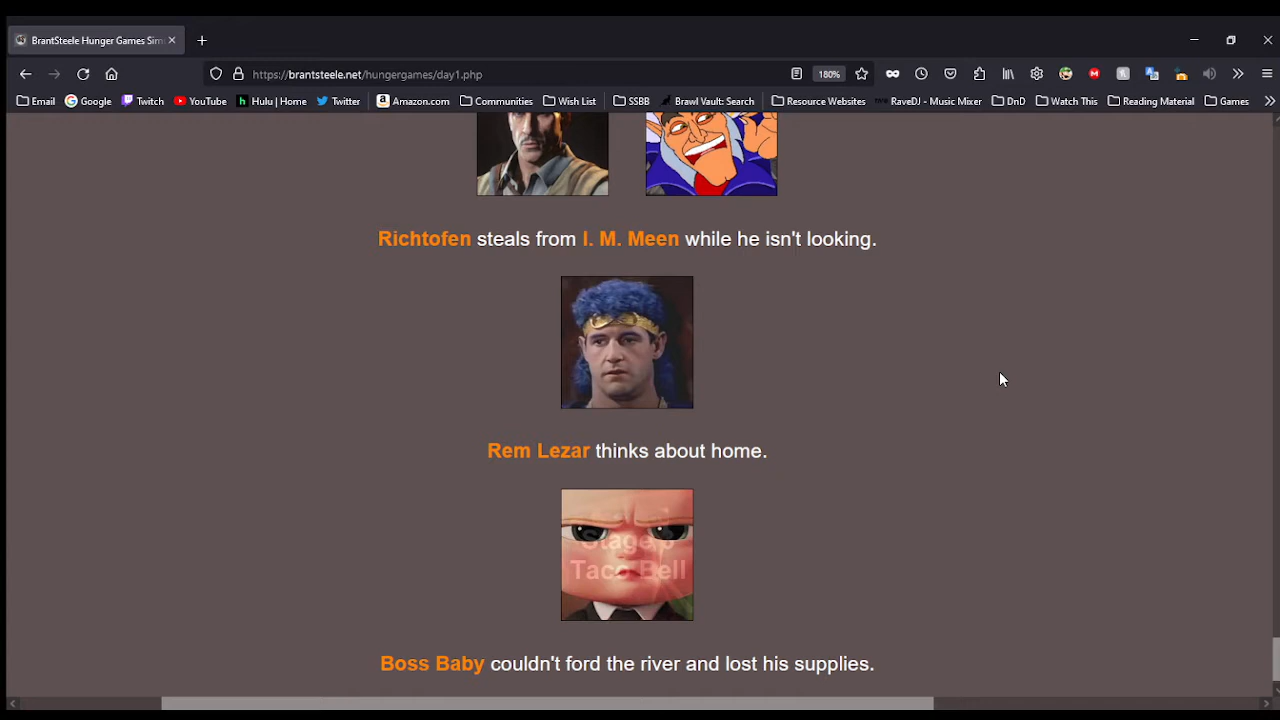 BrantSteele Hunger Games Sim
https://brantsteele.net/hungergames/day1.php
180%
Email
Google
Twitch
YouTube
Hulu | Home
Twitter
Amazon.com
Communities
Wish List
SSBB
Brawl Vault: Search
Resource Websites
RaveDJ - Music Mixer
DnD
Watch This
Reading Material
Games
Richtofen steals from I. M. Meen while he isn't looking.
Rem Lezar thinks about home.
Taco Bell
Boss Baby couldn't ford the river and lost his supplies.